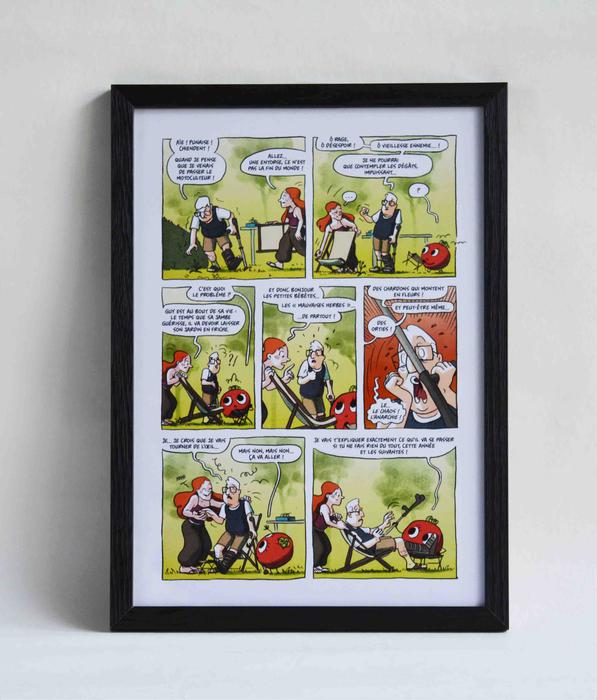 AÏE ! PUNAISE !
CHIENDENT !
QUAND JE PENSE
QUE JE VENAIS
DE PASSER LE
MOTOCULTEUR !
ALLEZ...
UNE ENTORSE, CE N'EST
PAS LA FIN DU MONDE !
Ô RAGE,
Ô DÉSESPOIR !
Ô VIEILLESSE ENNEMIE... !
JE NE POURRAI
QUE CONTEMPLER LES DÉGÂTS,
IMPUISSANT...
...
?
C'EST QUOI
LE PROBLÈME ?
GUY EST AU BOUT DE SA VIE :
LE TEMPS QUE SA JAMBE
GUÉRISSE, IL VA DEVOIR LAISSER
SON JARDIN EN FRICHE.
?!
ET DONC BONJOUR
LES PETITES BÉBÊTES...
LES « MAUVAISES HERBES »...
...DE PARTOUT !
DES CHARDONS QUI MONTENT
EN FLEURS !
ET PEUT-ÊTRE MÊME...
DES
ORTIES !
LE...
LE CHAOS !
L'ANARCHIE !
JE... JE CROIS QUE JE VAIS
TOURNER DE L'ŒIL...
MAIS NON, MAIS NON...
ÇA VA ALLER !
JE VAIS T'EXPLIQUER EXACTEMENT CE QU'IL VA SE PASSER
SI TU NE FAIS RIEN DU TOUT, CETTE ANNÉE
ET LES SUIVANTES !